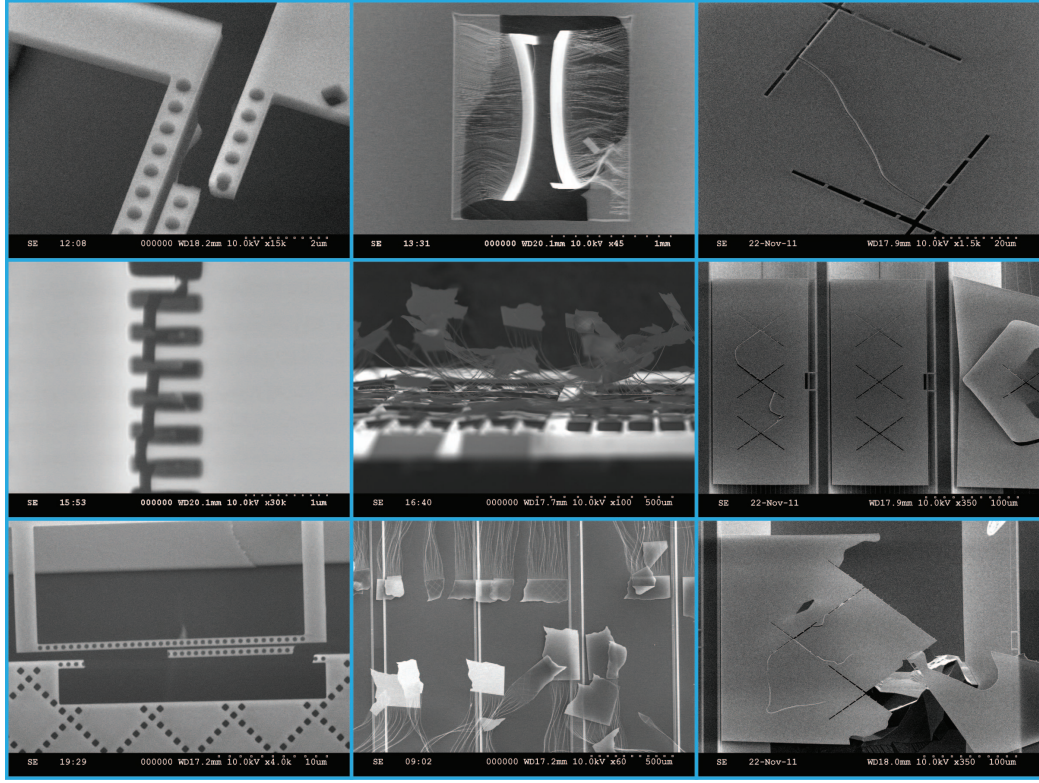 SE 12:08 000000 WD18.2mm 10.0kV x15k 2um
SE 13:31 000000 WD20.1mm 10.0kV x45 1mm
SE 22-Nov-11 WD17.9mm 10.0kV x1.5k 20um
SE 15:53 000000 WD20.1mm 10.0kV x30k 1um
SE 16:40 000000 WD17.7mm 10.0kV x100 500um
SE 22-Nov-11 WD17.9mm 10.0kV x350 100um
SE 19:29 000000 WD17.2mm 10.0kV x4.0k 10um
SE 09:02 000000 WD17.2mm 10.0kV x60 500um
SE 22-Nov-11 WD18.0mm 10.0kV x350 100um